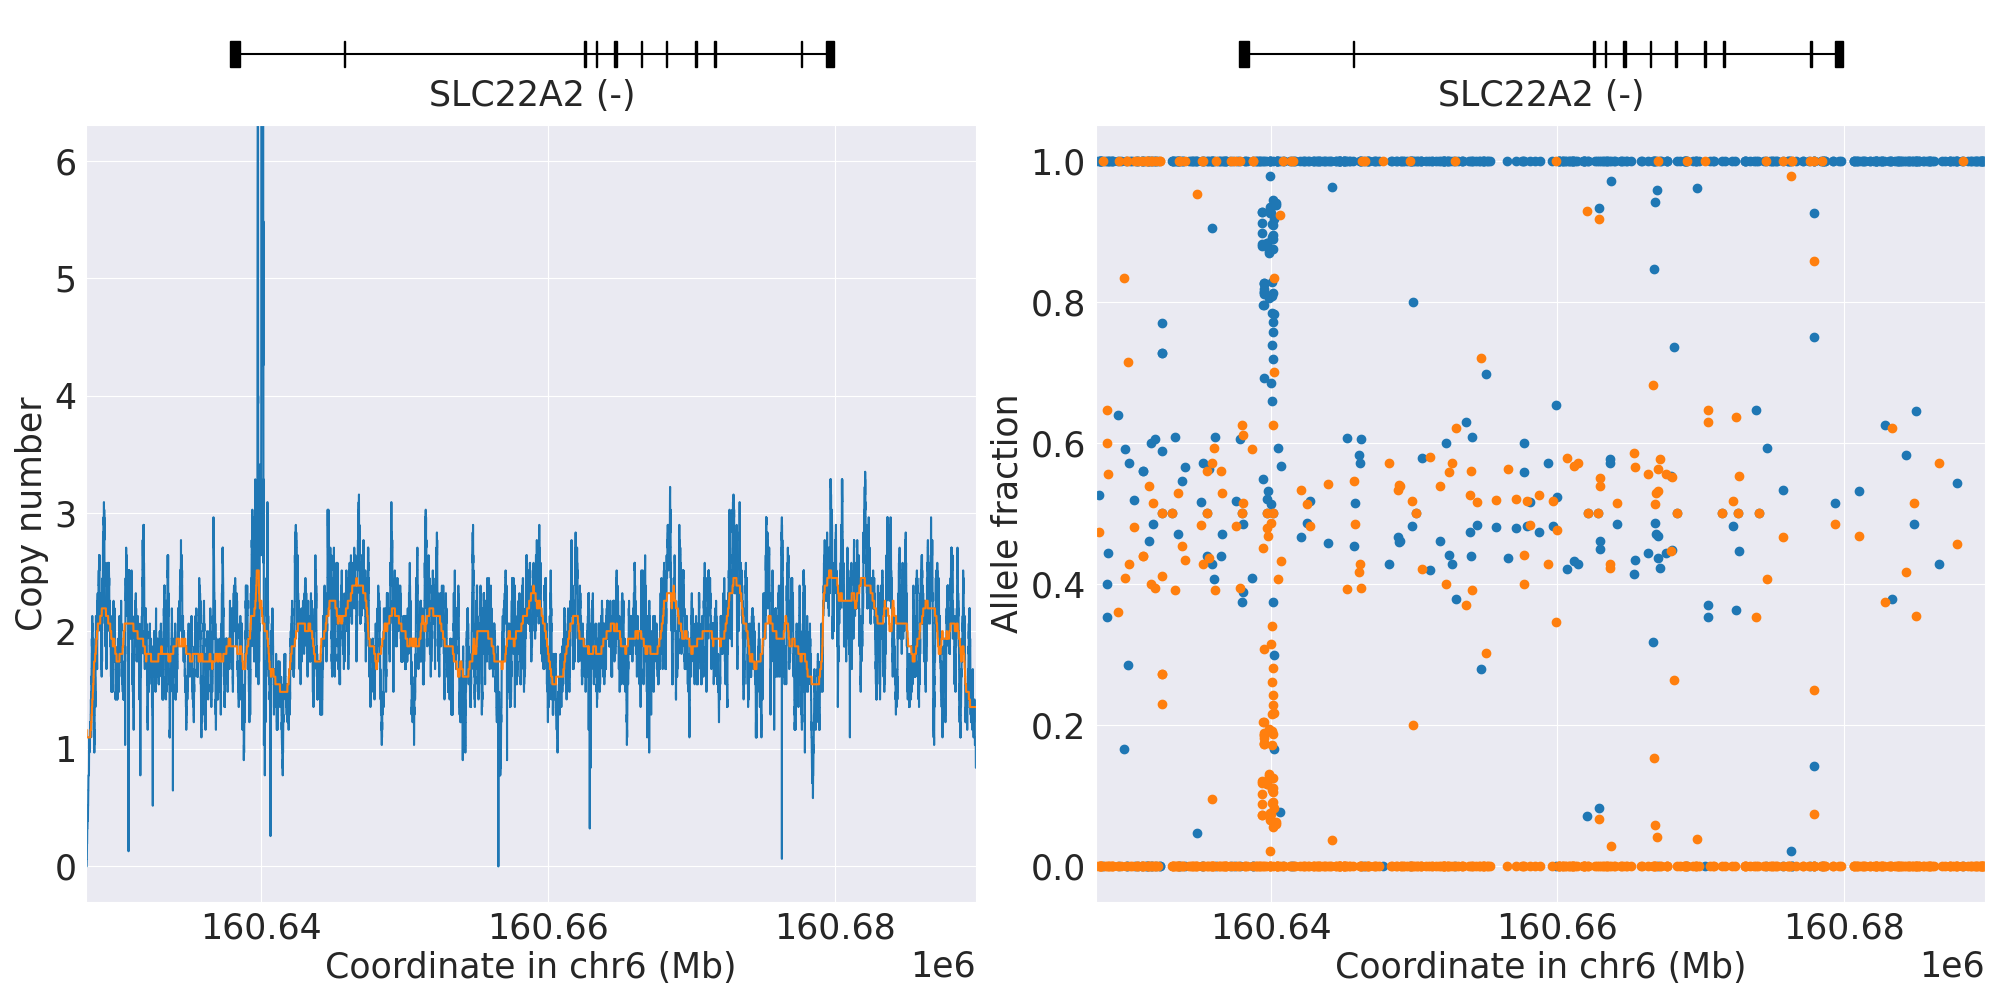 SLC22A2 (-)
6
5
4
3
2
1
0
Copy number
160.64
160.66
160.68
Coordinate in chr6 (Mb)
1e6
SLC22A2 (-)
1.0
0.8
0.6
0.4
0.2
0.0
Allele fraction
160.64
160.66
160.68
Coordinate in chr6 (Mb)
1e6